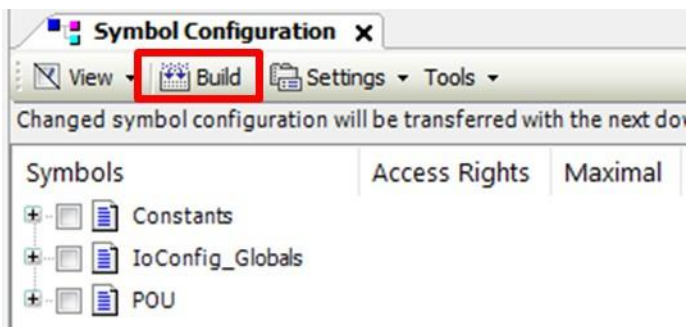 Symbol Configuration
View Build Settings Tools
Changed symbol configuration will be transferred with the next
Symbols Access Rights Maximal
Constants
IoConfig_Globals
POU